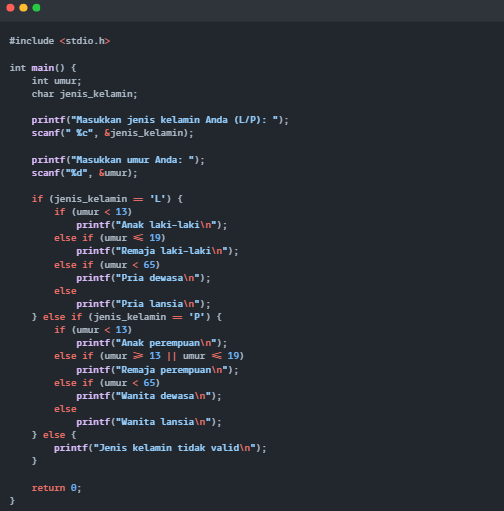 #include <stdio.h>
int main() {
int umur;
char jenis_kelamin;
printf("Masukkan jenis kelamin Anda (L/P): ");
scanf(" %c", &jenis_kelamin);
printf("Masukkan umur Anda: ");
scanf("%d", &umur);
if (jenis_kelamin == 'L') {
if (umur < 13)
printf("Anak laki-laki\n");
else if (umur <= 19)
printf("Remaja laki-laki\n");
else if (umur < 65)
printf("Pria dewasa\n");
else
printf("Pria lansia\n");
} else if (jenis_kelamin == 'P') {
if (umur < 13)
printf("Anak perempuan\n");
else if (umur >= 13 || umur <= 19)
printf("Remaja perempuan\n");
else if (umur < 65)
printf("Wanita dewasa\n");
else
printf("Wanita lansia\n");
} else {
printf("Jenis kelamin tidak valid\n");
}
return 0;
}